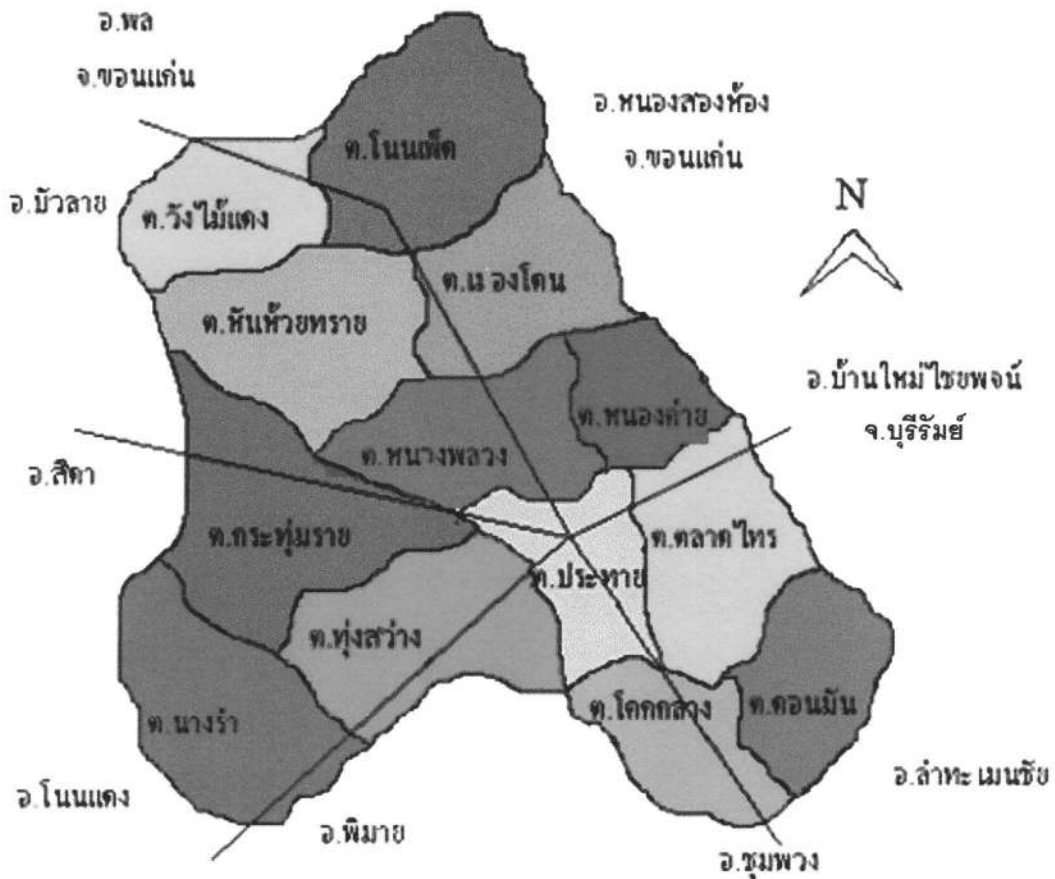 อ.พล
จ.ขอนแก่น
อ.หนองสองห้อง
จ.ขอนแก่น
ต.โนนเพ็ด
อ.บัวลาย
ต.วังไม้แดง
N
ต.เมืองโดน
ต.หันห้วยทราย
อ.บ้านใหม่ไชยพจน์
จ.บุรีรัมย์
ต.หนองค่าย
ต.หนองพลวง
อ.สีดา
ต.กระทุ่มราย
ต.ตลาดไทร
ต.ประทาย
ต.ทุ่งสว่าง
ต.นางรำ
ต.โคกกลาง
ต.ดอนมัน
อ.โนนแดง
อ.พิมาย
อ.ลำทะเมนชัย
อ.ชุมพวง